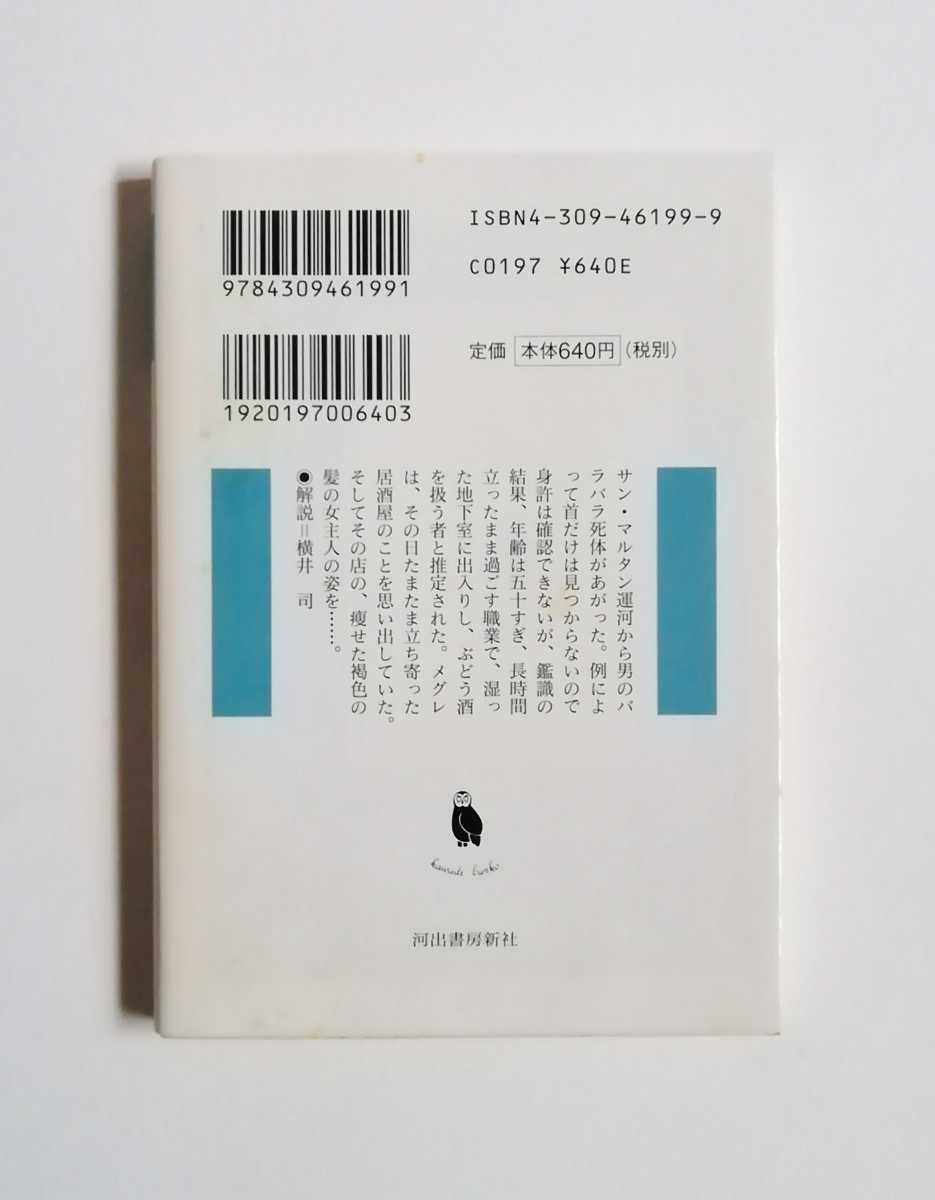 ISBN4-309-46199-9
C0197 ¥640E
9784309461991
定価 本体640円 (税別)
1920197006403
サン・マルタン運河から男のバ
ラバラ死体があがった。例によ
って首だけは見つからないので
身許は確認できないが、鑑識の
結果、年齢は五十すぎ、長時間
立ったまま過ごす職業で、湿っ
た地下室に出入りし、ぶどう酒
を扱う者と推定された。メグレ
は、その日たまたま立ち寄った
居酒屋のことを思い出していた。
そしてその店の、痩せた褐色の
髪の女主人の姿を……。
◉解説＝横井 司
kawade bunko
河出書房新社